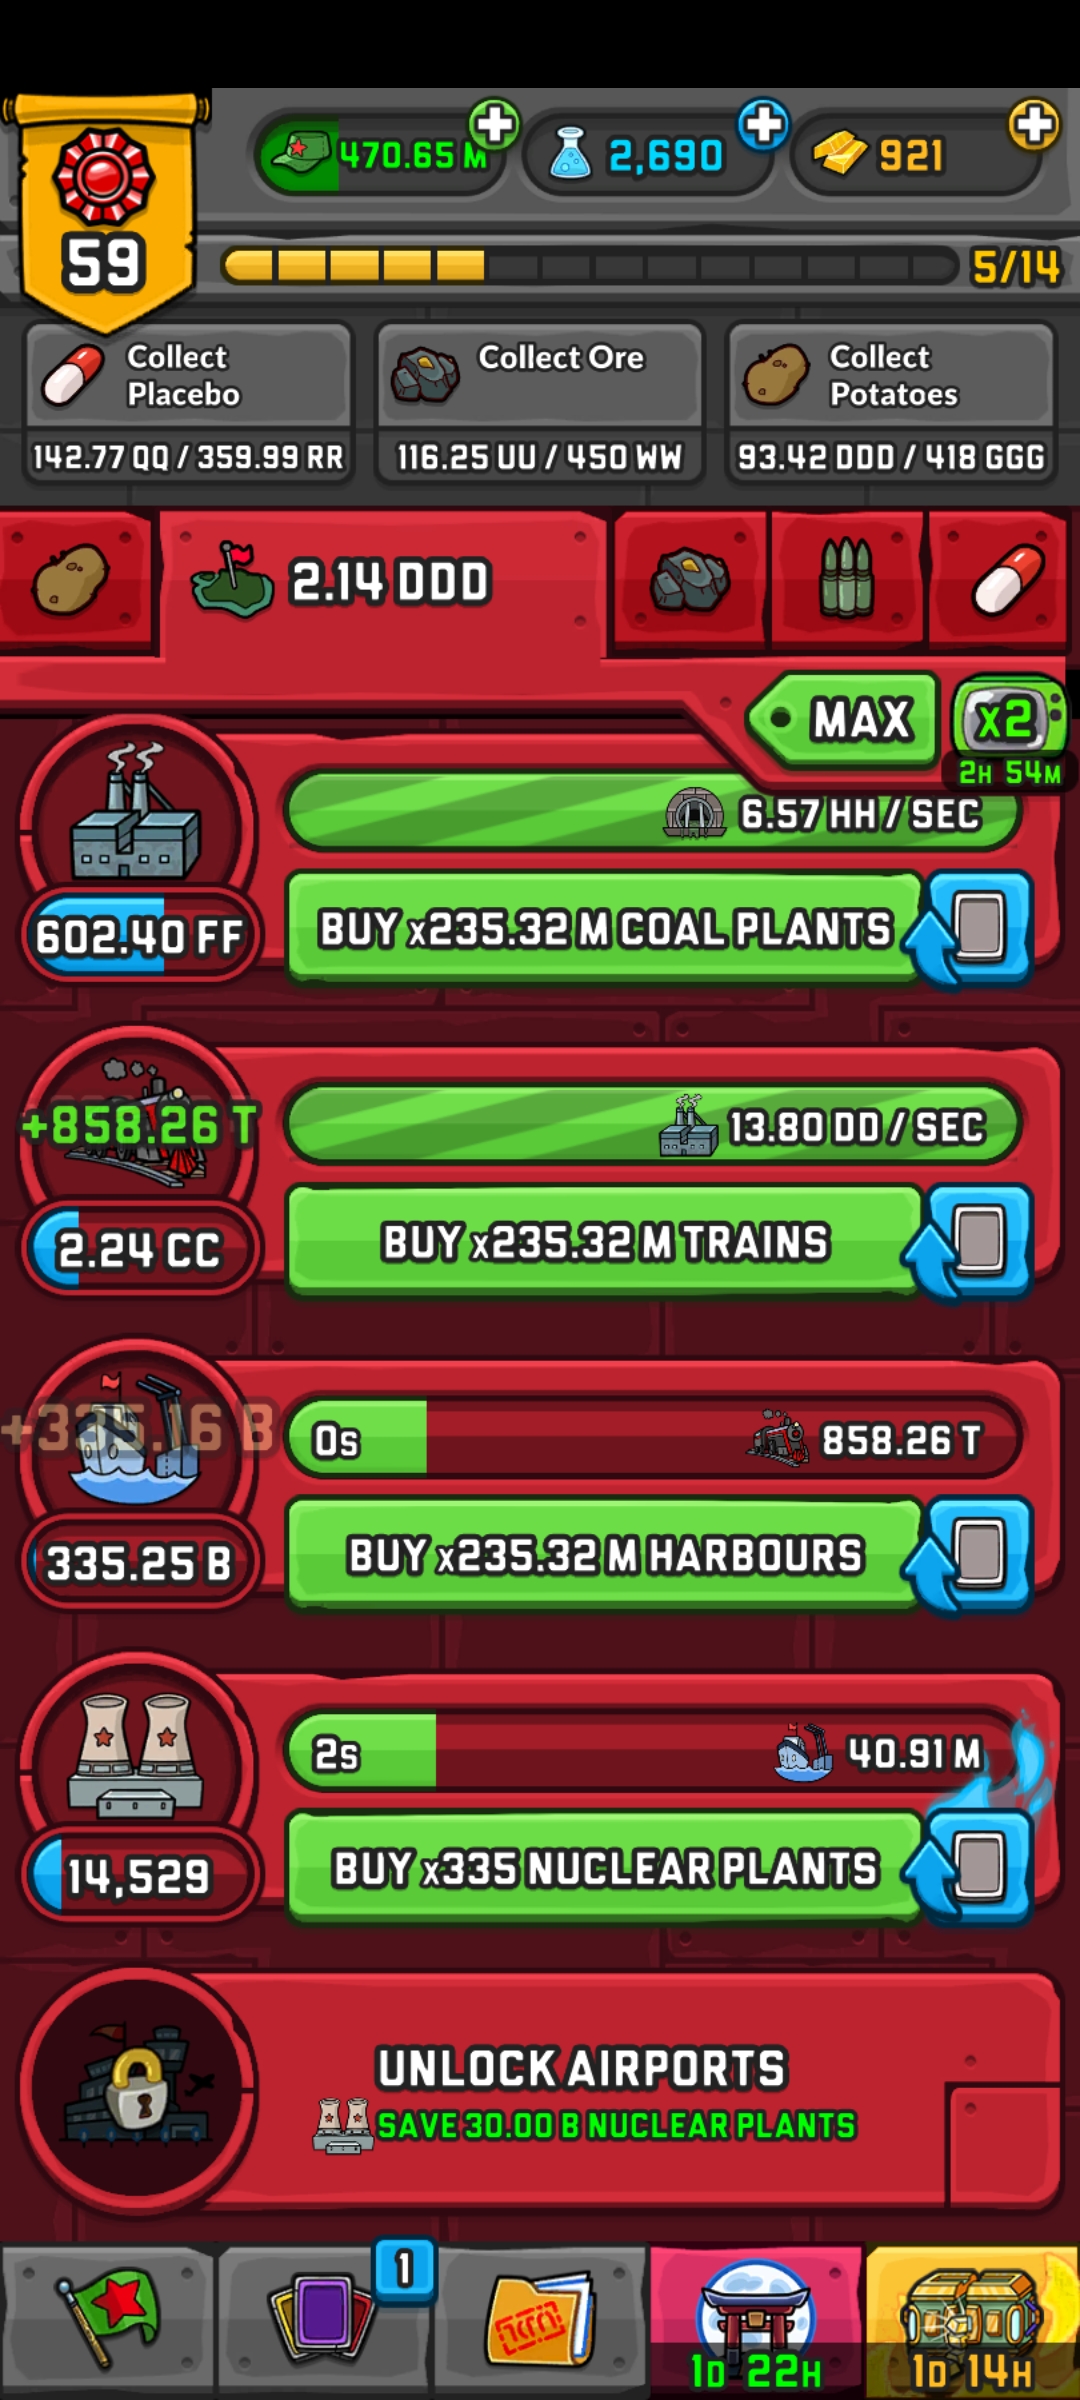 470.65 M
2,690
921
59
5/14
Collect
Placebo
142.77 QQ / 359.99 RR
Collect Ore
116.25 UU / 450 WW
Collect
Potatoes
93.42 DDD / 418 GGG
2.14 DDD
MAX
x2
2H 54M
6.57 HH / SEC
602.40 FF
BUY x235.32 M COAL PLANTS
+858.26 T
13.80 DD / SEC
2.24 CC
BUY x235.32 M TRAINS
+335.16 B
0s
858.26 T
335.25 B
BUY x235.32 M HARBOURS
2s
40.91 M
14,529
BUY x335 NUCLEAR PLANTS
UNLOCK AIRPORTS
SAVE 30.00 B NUCLEAR PLANTS
1
1D 22H
1D 14H